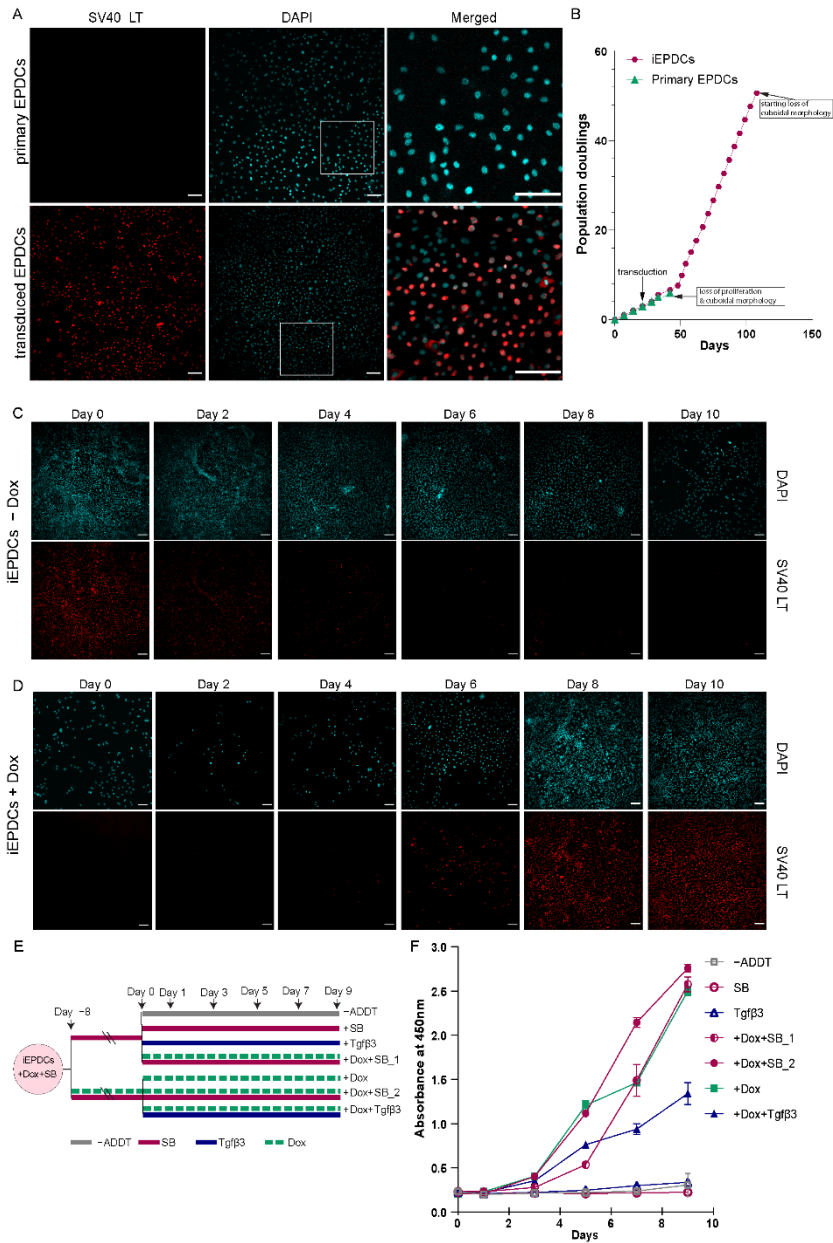 A
SV40 LT
DAPI
Merged
primary EPDCs
transduced EPDCs
B
60
40
20
0
Population doublings
iEPDCs
Primary EPDCs
starting loss of
cuboidal morphology
transduction
loss of proliferation
& cuboidal morphology
0
50
100
150
Days
C
Day 0
Day 2
Day 4
Day 6
Day 8
Day 10
iEPDCs − Dox
DAPI
SV40 LT
D
Day 0
Day 2
Day 4
Day 6
Day 8
Day 10
iEPDCs + Dox
DAPI
SV40 LT
E
Day −8
Day 0
Day 1
Day 3
Day 5
Day 7
Day 9
iEPDCs
+Dox+SB
−ADDT
+SB
+Tgfβ3
+Dox+SB_1
+Dox
+Dox+SB_2
+Dox+Tgfβ3
−ADDT
SB
Tgfβ3
Dox
F
3.0
2.4
1.8
1.2
0.6
0.0
Absorbance at 450nm
0
2
4
6
8
10
Days
−ADDT
SB
Tgfβ3
+Dox+SB_1
+Dox+SB_2
+Dox
+Dox+Tgfβ3